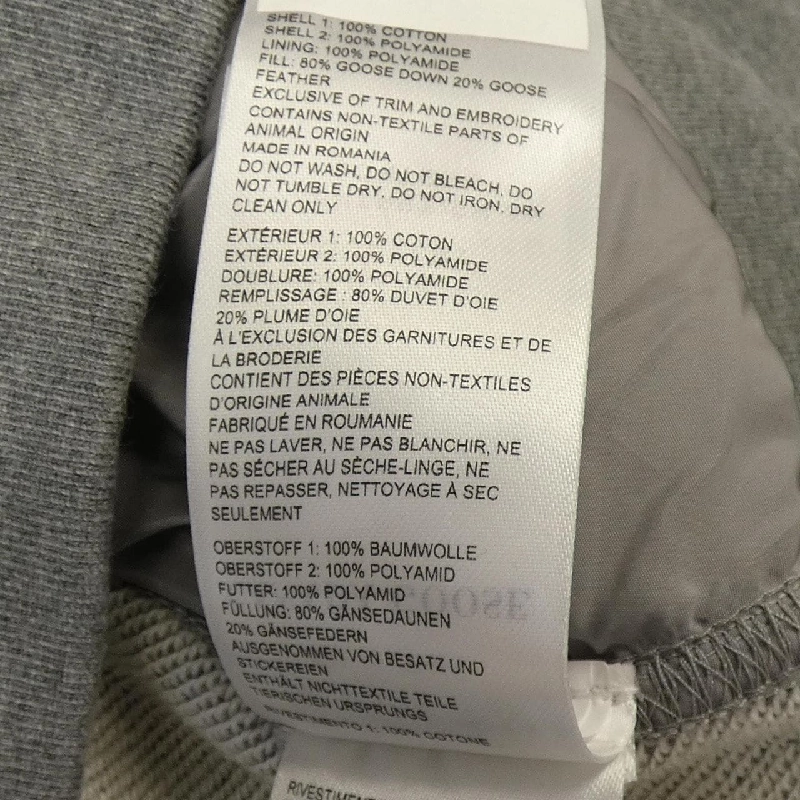 SHELL 1: 100% COTTON
SHELL 2: 100% POLYAMIDE
LINING: 100% POLYAMIDE
FILL: 80% GOOSE DOWN 20% GOOSE
FEATHER
EXCLUSIVE OF TRIM AND EMBROIDERY
CONTAINS NON-TEXTILE PARTS OF
ANIMAL ORIGIN
MADE IN ROMANIA
DO NOT WASH, DO NOT BLEACH, DO
NOT TUMBLE DRY, DO NOT IRON. DRY
CLEAN ONLY
EXTÉRIEUR 1: 100% COTON
EXTÉRIEUR 2: 100% POLYAMIDE
DOUBLURE: 100% POLYAMIDE
REMPLISSAGE : 80% DUVET D'OIE
20% PLUME D'OIE
À L'EXCLUSION DES GARNITURES ET DE
LA BRODERIE
CONTIENT DES PIÈCES NON-TEXTILES
D'ORIGINE ANIMALE
FABRIQUÉ EN ROUMANIE
NE PAS LAVER, NE PAS BLANCHIR, NE
PAS SÉCHER AU SÈCHE-LINGE, NE
PAS REPASSER, NETTOYAGE À SEC
SEULEMENT
OBERSTOFF 1: 100% BAUMWOLLE
OBERSTOFF 2: 100% POLYAMID
FUTTER: 100% POLYAMID
FÜLLUNG: 80% GÄNSEDAUNEN
20% GÄNSEFEDERN
AUSGENOMMEN VON BESATZ UND
STICKEREIEN
ENTHÄLT NICHTTEXTILE TEILE
TIERISCHEN URSPRUNGS
RIVESTIMENTO 1: 100% COTONE